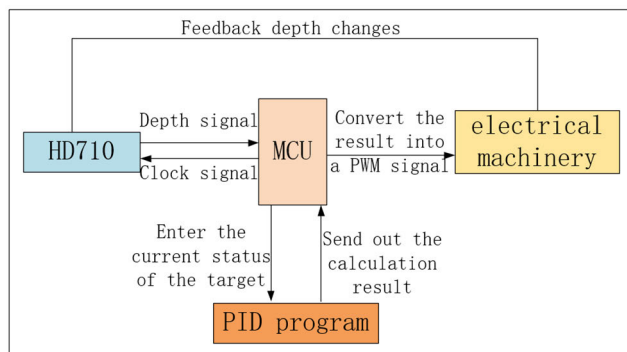 Feedback depth changes
Depth signal
HD710
Clock signal
MCU
Convert the
result into
a PWM signal
electrical
machinery
Enter the
current status
of the target
Send out the
calculation
result
PID program